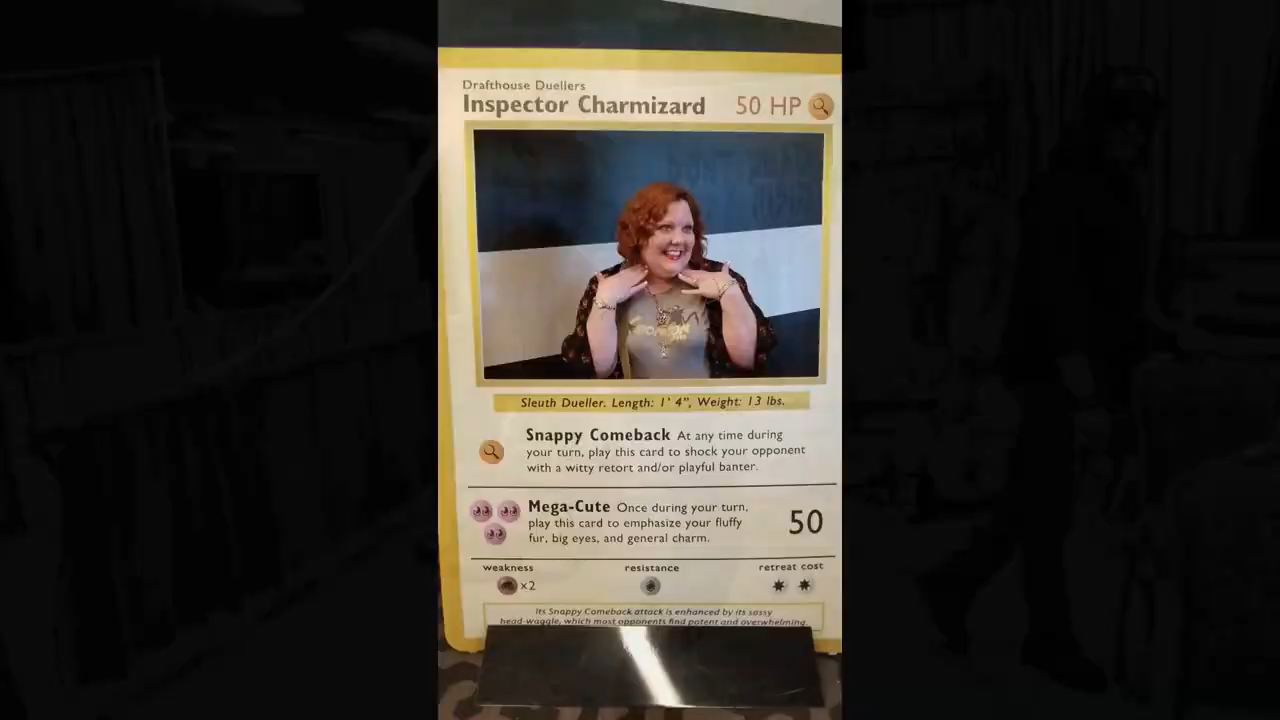 Drafthouse Duellers
Inspector Charmizard 50 HP
Sleuth Dueller. Length: 1' 4", Weight: 13 lbs.
Snappy Comeback At any time during
your turn, play this card to shock your opponent
with a witty retort and/or playful banter.
Mega-Cute Once during your turn,
play this card to emphasize your fluffy
fur, big eyes, and general charm.
50
weakness resistance retreat cost
×2
Its Snappy Comeback attack is enhanced by its sassy
head-waggle, which most opponents find potent and overwhelming.